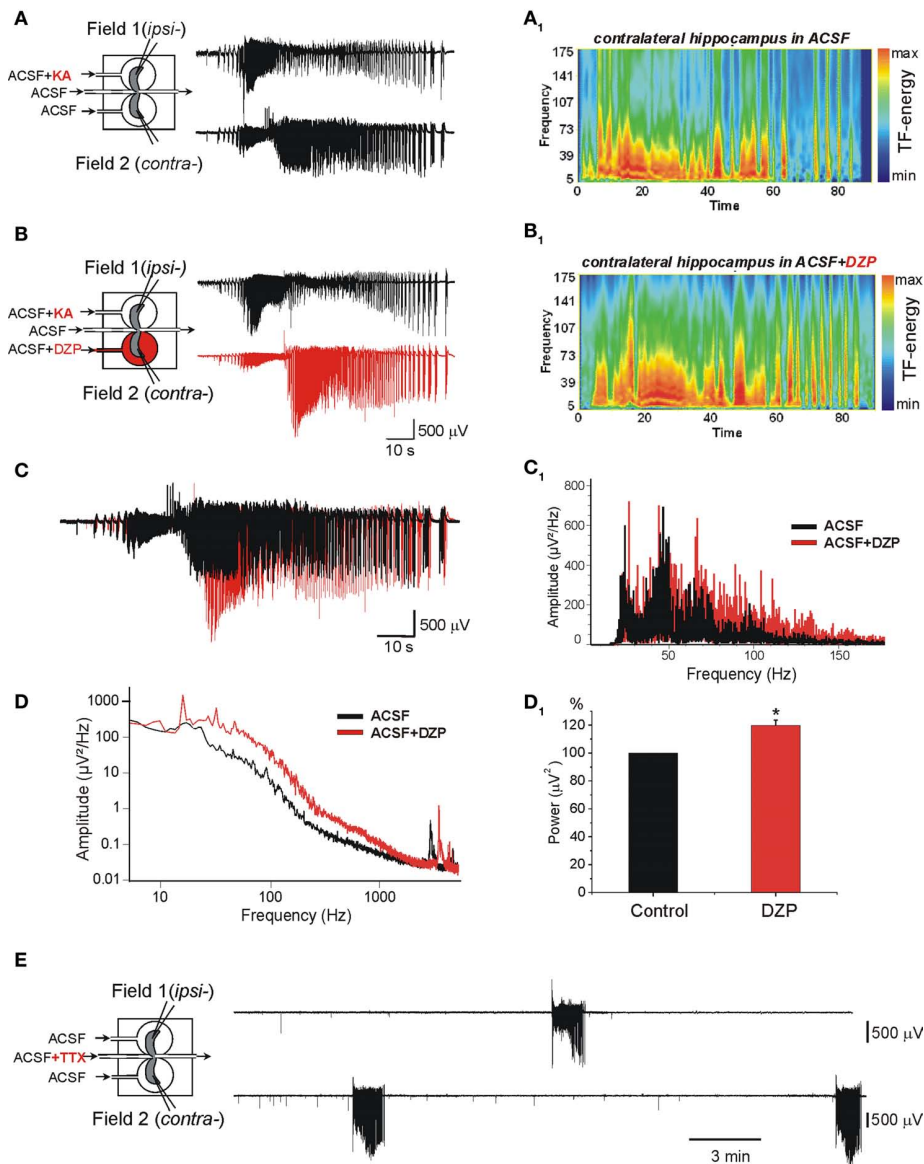 A
Field 1(ipsi-)
ACSF+KA
ACSF
ACSF
Field 2 (contra-)
A1
contralateral hippocampus in ACSF
Frequency
175
141
107
73
39
5
0 20 40 60 80
Time
max
TF-energy
min
B
Field 1(ipsi-)
ACSF+KA
ACSF
ACSF+DZP
Field 2 (contra-)
500 µV
10 s
B1
contralateral hippocampus in ACSF+DZP
Frequency
175
141
107
73
39
5
0 20 40 60 80
Time
max
TF-energy
min
C
500 µV
10 s
C1
Amplitude (µV²/Hz)
800
600
400
200
0
50 100 150
Frequency (Hz)
ACSF
ACSF+DZP
D
Amplitude (µV²/Hz)
1000
100
10
1
0.1
0.01
10 100 1000
Frequency (Hz)
ACSF
ACSF+DZP
D1
%
Power (µV²)
120
100
80
60
40
20
0
*
Control DZP
E
Field 1(ipsi-)
ACSF
ACSF+TTX
ACSF
Field 2 (contra-)
500 µV
500 µV
3 min